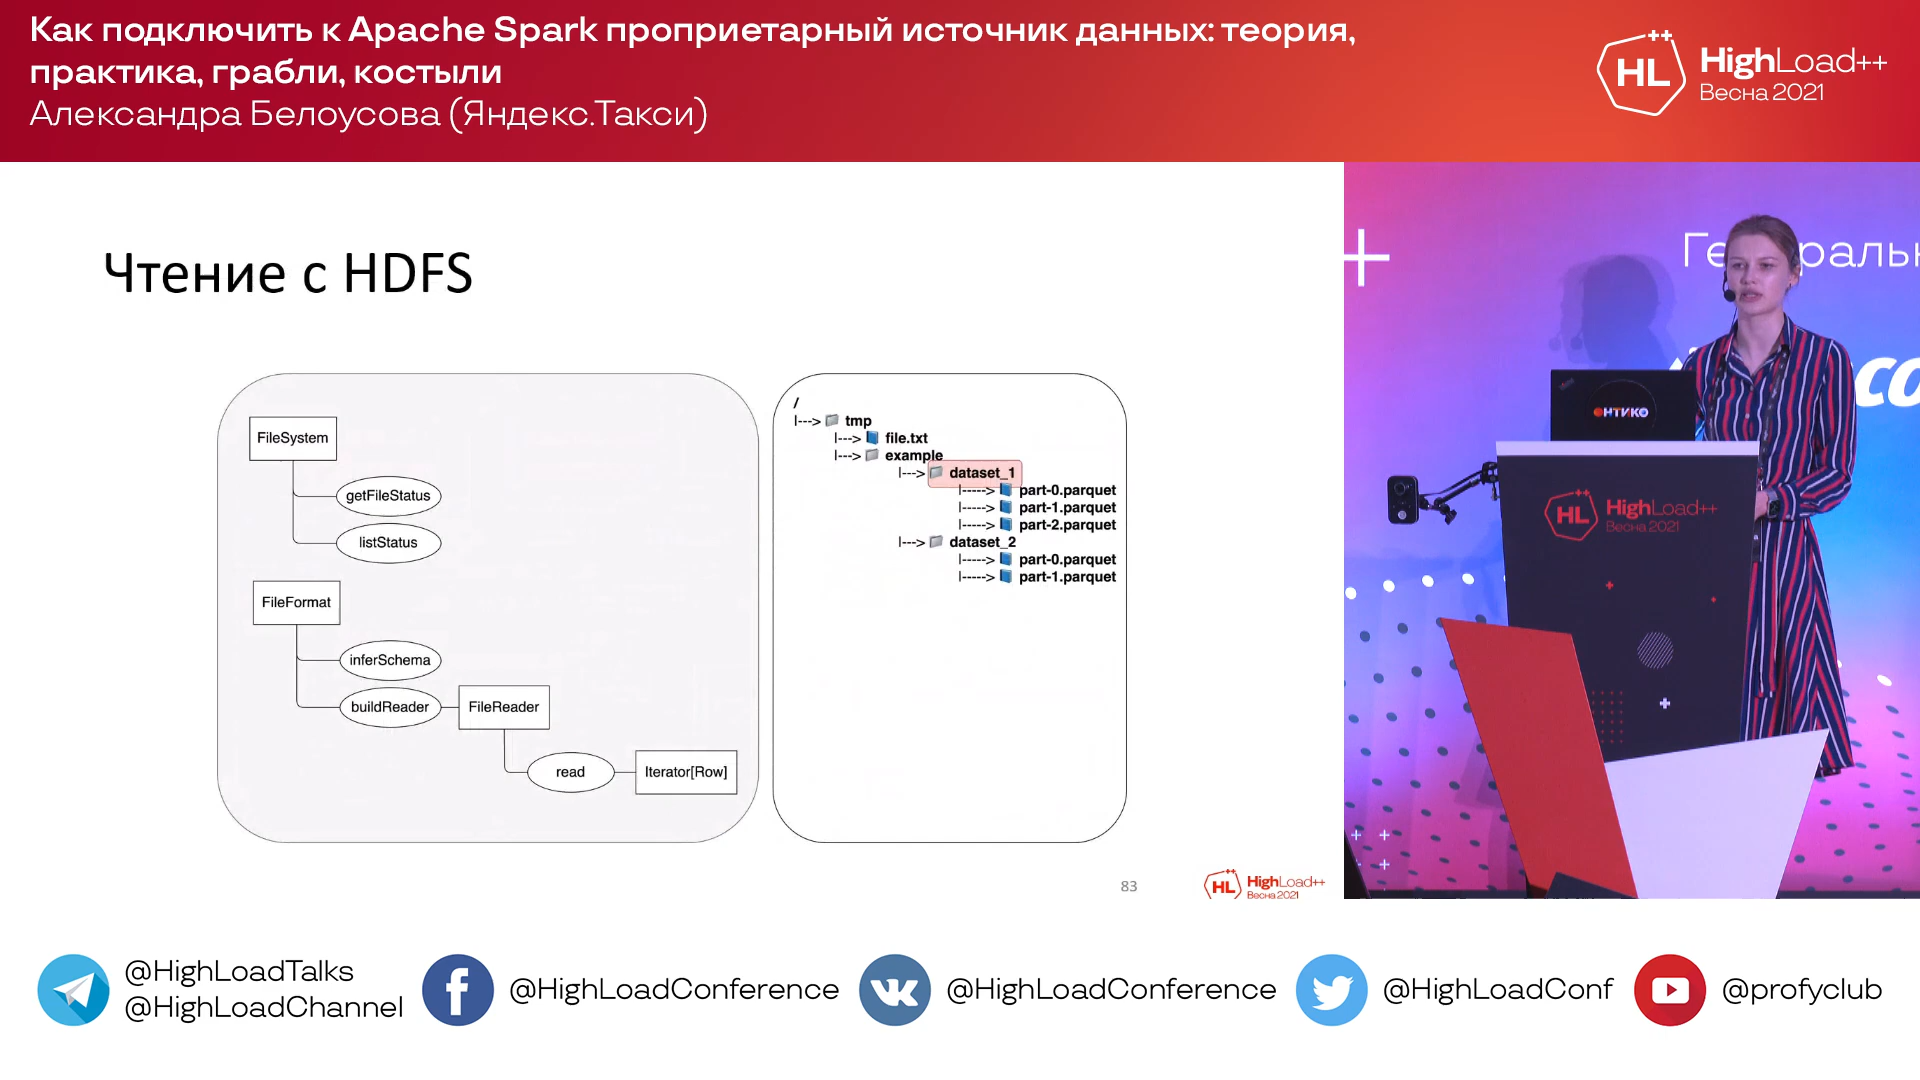 Как подключить к Apache Spark проприетарный источник данных: теория,
практика, грабли, костыли
Александра Белоусова (Яндекс.Такси)
HL ++
HighLoad++
Весна 2021
Чтение с HDFS
FileSystem
getFileStatus
listStatus
FileFormat
inferSchema
buildReader
FileReader
read
Iterator[Row]
/
|---> tmp
|---> file.txt
|---> example
|---> dataset_1
|-----> part-0.parquet
|-----> part-1.parquet
|-----> part-2.parquet
|---> dataset_2
|-----> part-0.parquet
|-----> part-1.parquet
83
HL ++
HighLoad++
Весна 2021
ОНТИКО
HL ++
HighLoad++
Весна 2021
@HighLoadTalks
@HighLoadChannel
@HighLoadConference
@HighLoadConference
@HighLoadConf
@profyclub